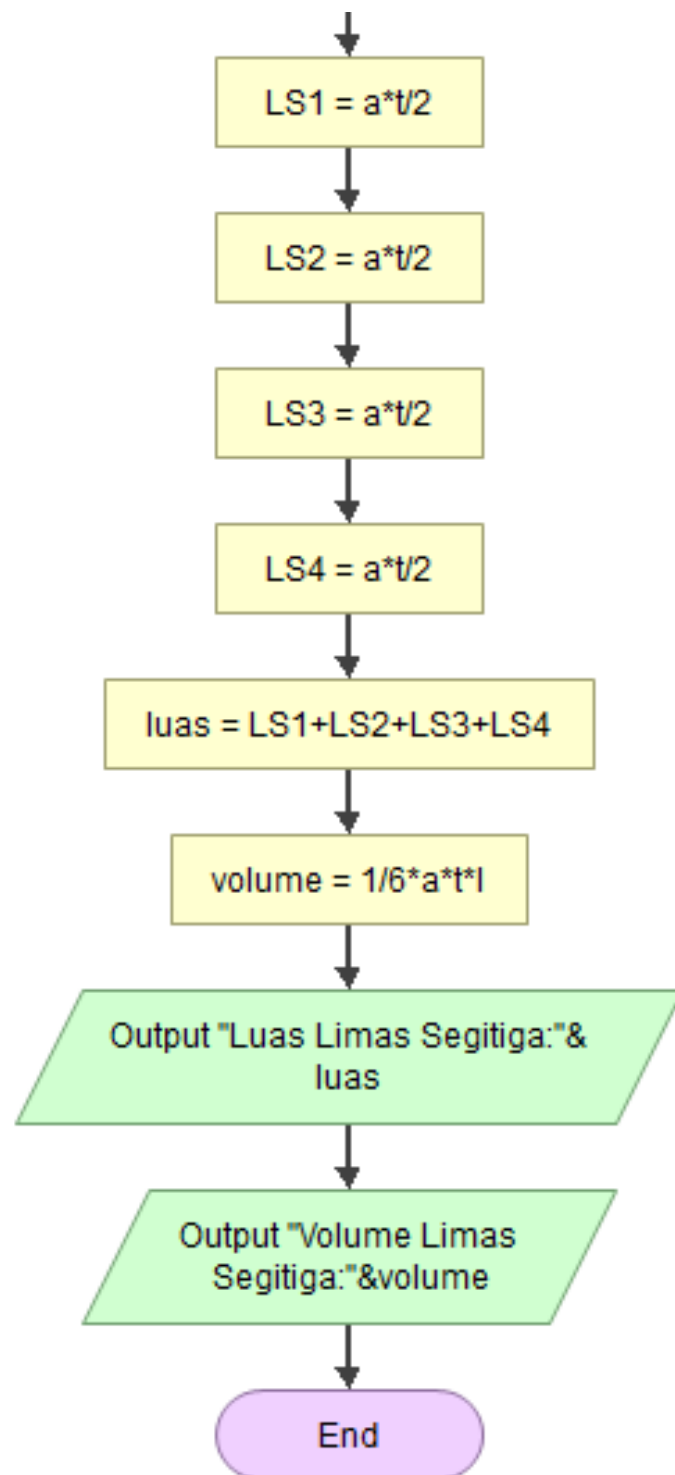 LS1 = a*t/2
LS2 = a*t/2
LS3 = a*t/2
LS4 = a*t/2
luas = LS1+LS2+LS3+LS4
volume = 1/6*a*t*l
Output "Luas Limas Segitiga:"&
luas
Output "Volume Limas
Segitiga:"&volume
End